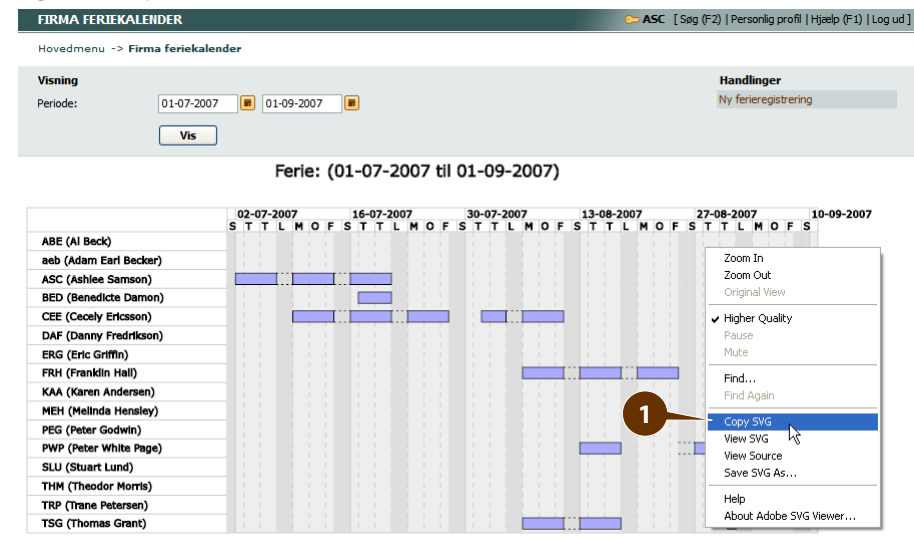 FIRMA FERIEKALENDER ASC [ Søg (F2) | Personlig profil | Hjælp (F1) | Log ud ]
Hovedmenu -> Firma feriekalender
Visning Handlinger
Periode: 01-07-2007 01-09-2007 Ny ferieregistrering
Vis
Ferie: (01-07-2007 til 01-09-2007)
02-07-2007 16-07-2007 30-07-2007 13-08-2007 27-08-2007 10-09-2007
S T T L M O F S T T L M O F S T T L M O F S T T L M O F S T T L M O F S
ABE (Al Beck)
aeb (Adam Earl Becker)
ASC (Ashlee Samson)
BED (Benedicte Damon)
CEE (Cecely Ericsson)
DAF (Danny Fredrikson)
ERG (Eric Griffin)
FRH (Franklin Hall)
KAA (Karen Andersen)
MEH (Melinda Hensley)
PEG (Peter Godwin)
PWP (Peter White Page)
SLU (Stuart Lund)
THM (Theodor Morris)
TRP (Trane Petersen)
TSG (Thomas Grant)
Zoom In
Zoom Out
Original View
Higher Quality
Pause
Mute
Find...
Find Again
1
Copy SVG
View SVG
View Source
Save SVG As...
Help
About Adobe SVG Viewer...